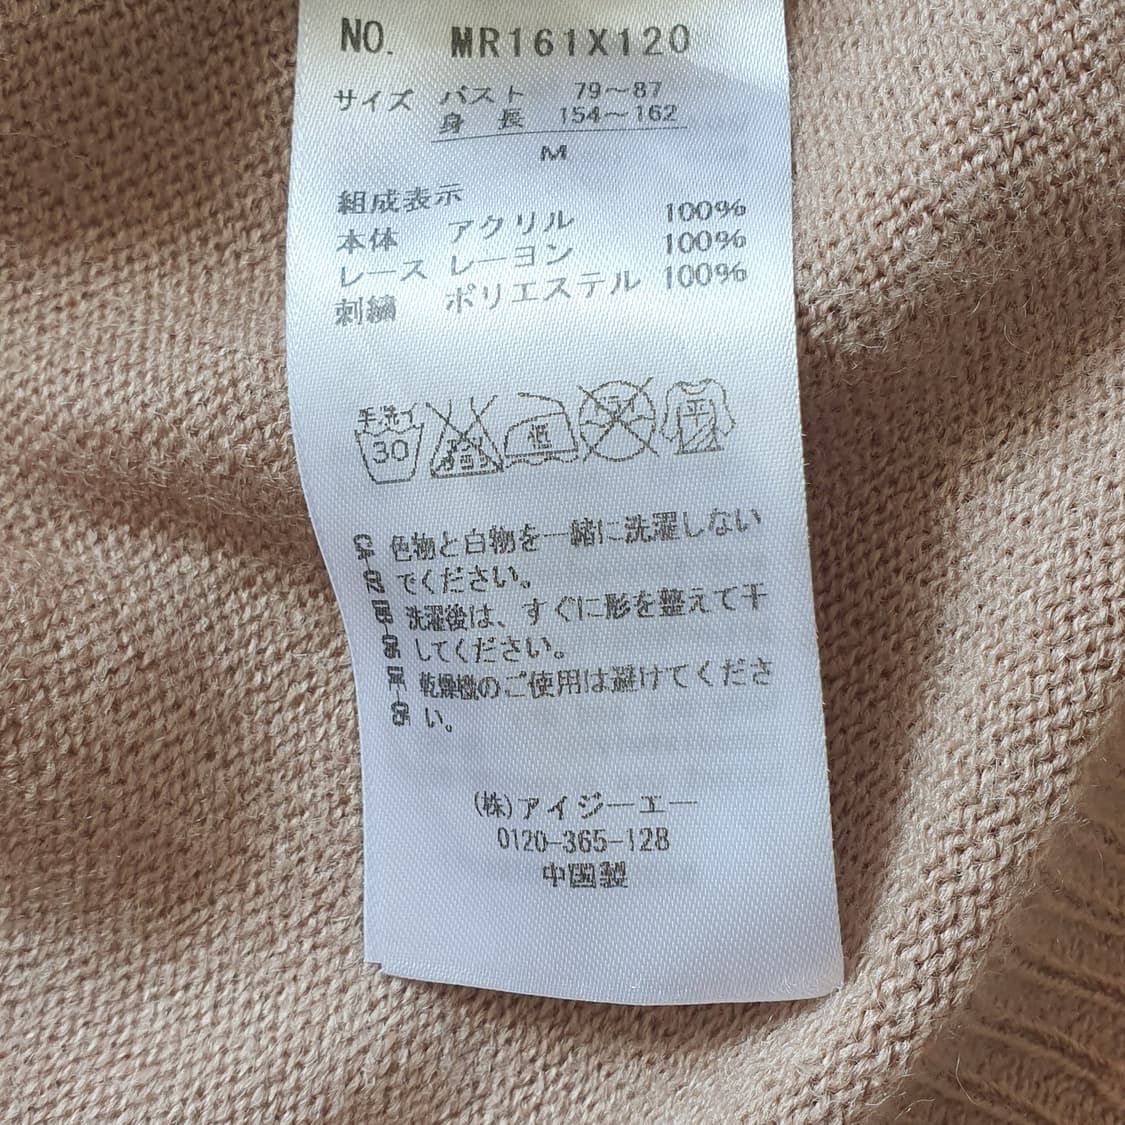 NO. MR161X120
サイズ バスト 79～87
身長 154～162
M
組成表示
本体 アクリル 100%
レース レーヨン 100%
刺繍 ポリエステル 100%
手洗イ
30
低
平
色物と白物を一緒に洗濯しない
でください。
洗濯後は、すぐに形を整えて干
してください。
乾燥機のご使用は避けてくださ
い。
(株)アイジーエー
0120-365-128
中国製